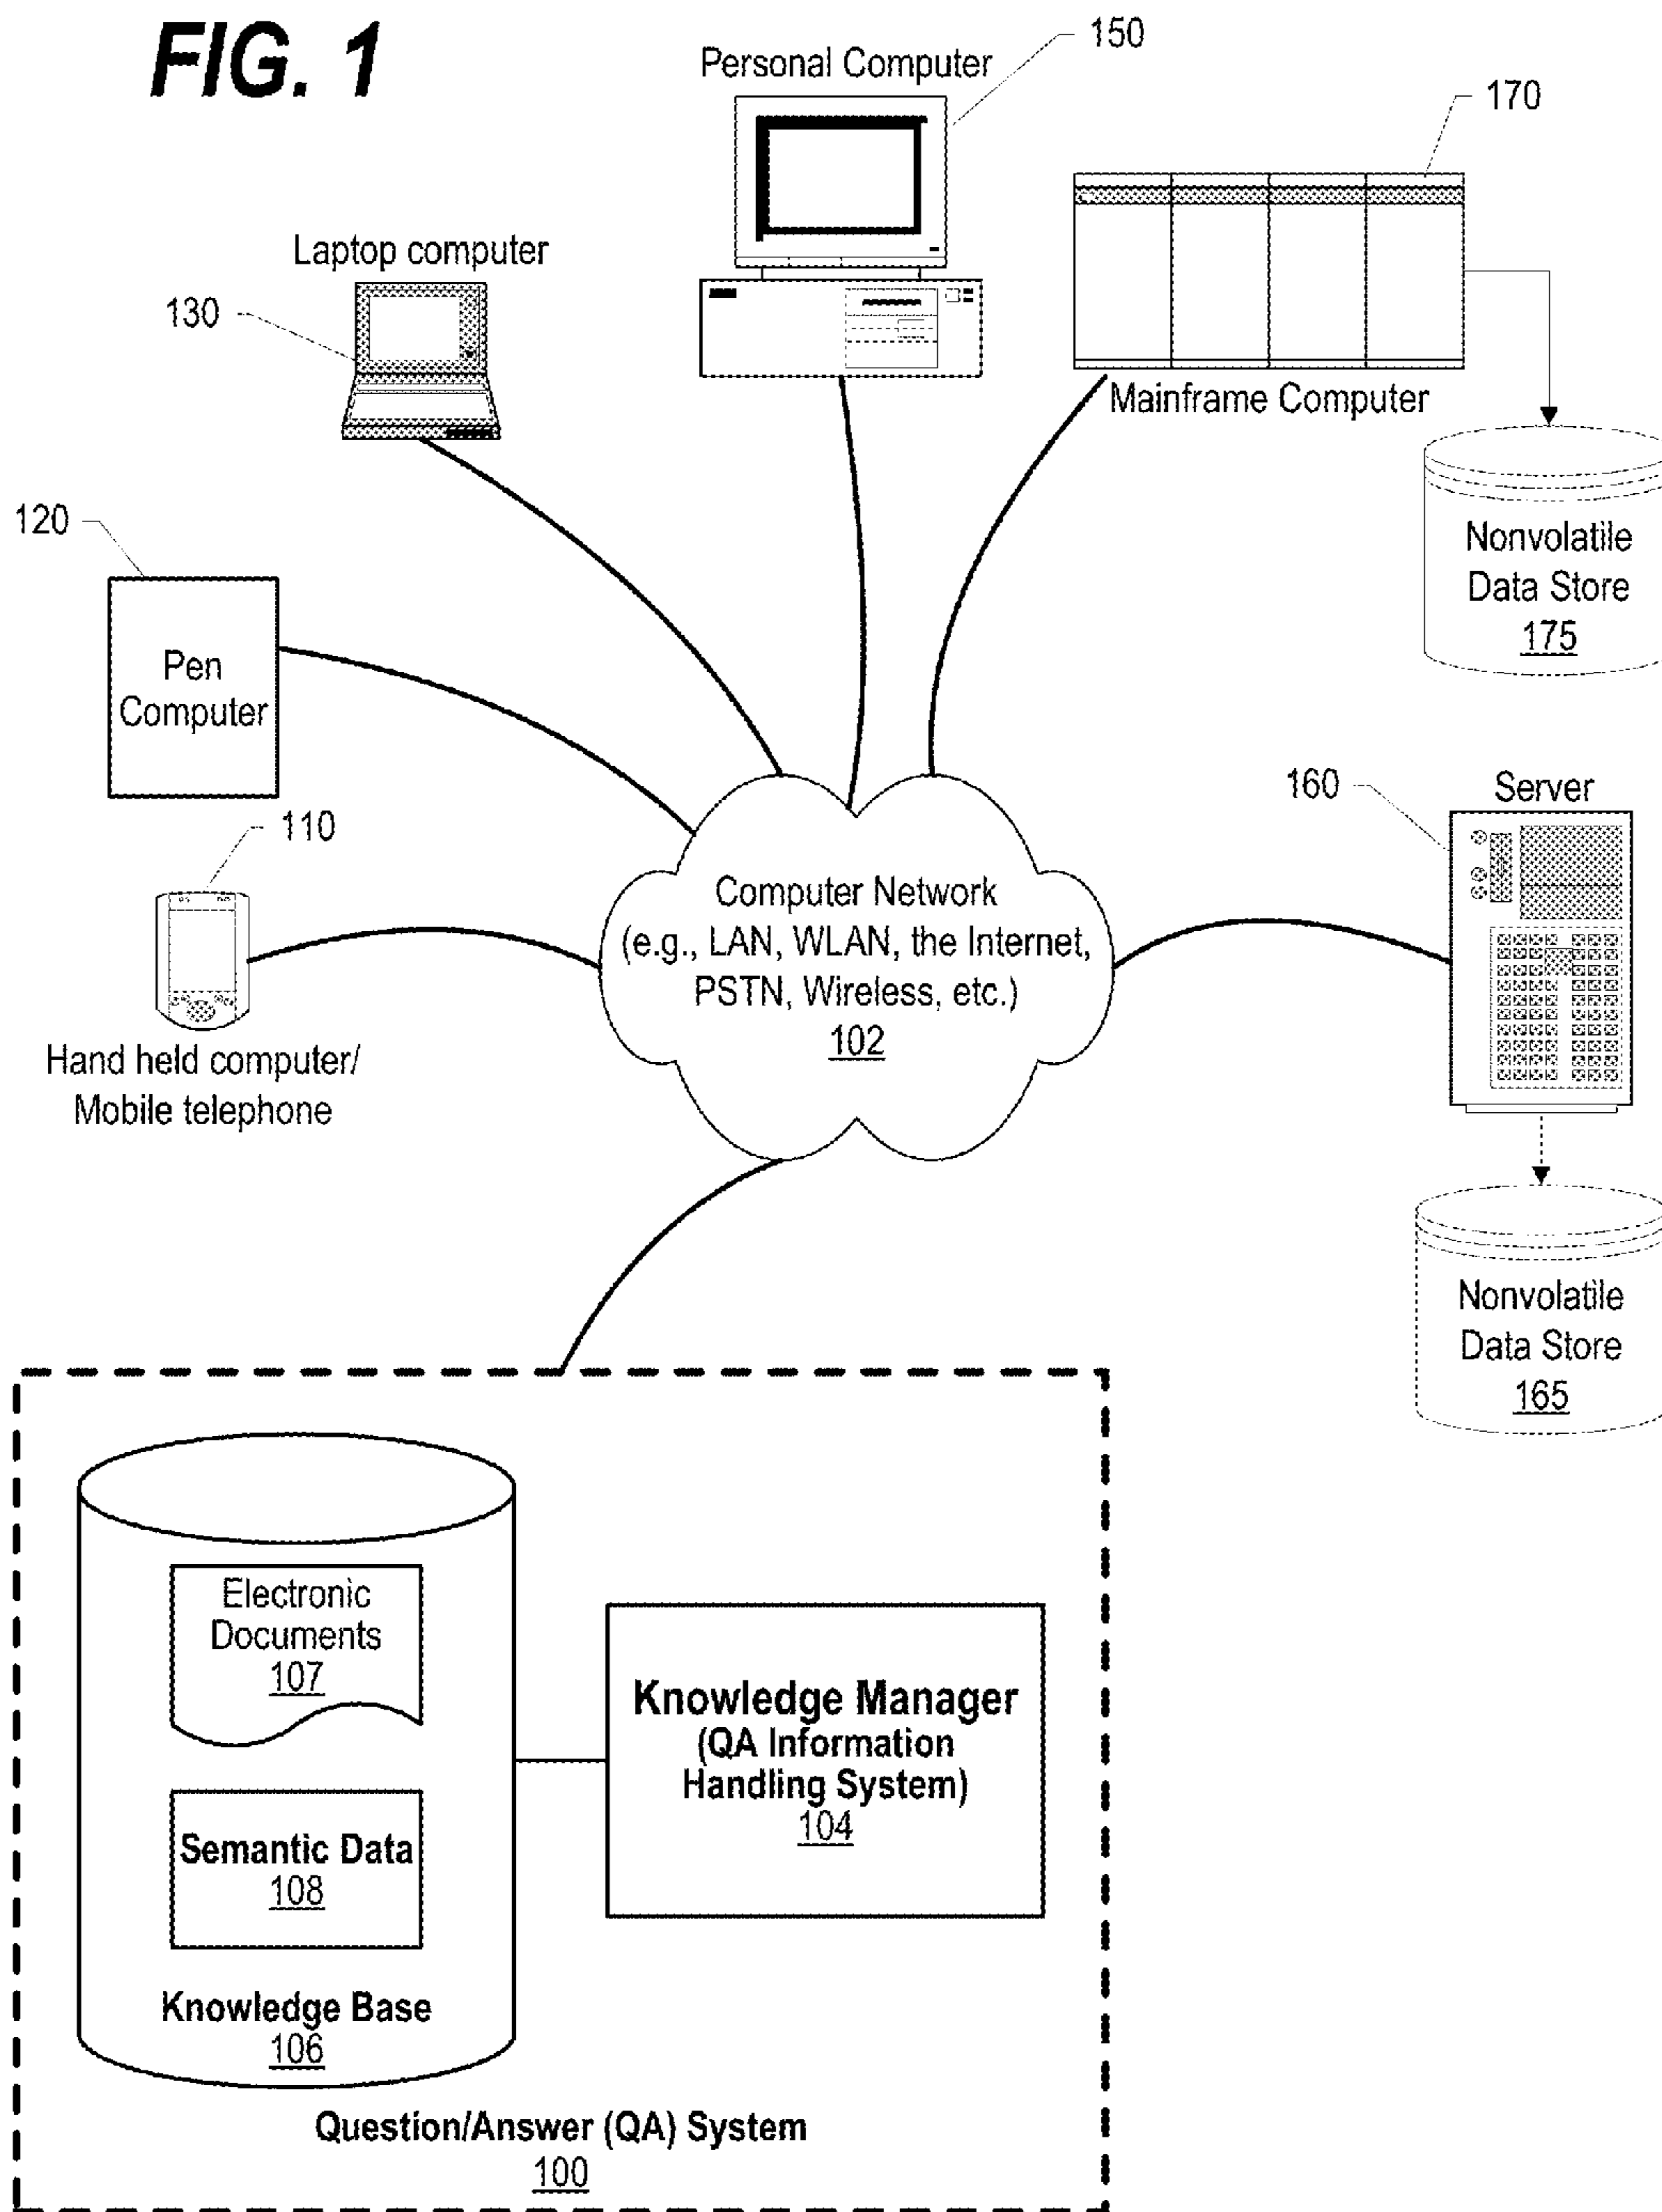 FIG. 1
150
Personal Computer
170
Laptop computer
130
Mainframe Computer
120
Nonvolatile
Data Store
175
Pen
Computer
160
Server
110
Computer Network
(e.g., LAN, WLAN, the Internet,
PSTN, Wireless, etc.)
102
Hand held computer/
Mobile telephone
Nonvolatile
Data Store
165
Electronic
Documents
107
Knowledge Manager
(QA Information
Handling System)
104
Semantic Data
108
Knowledge Base
106
Question/Answer (QA) System
100